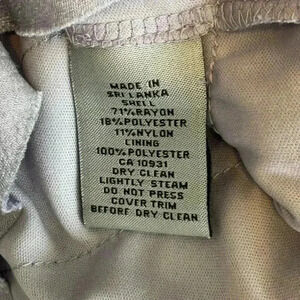 MADE IN
SRI LANKA
SHELL
71%RAYON
18%POLYESTER
11%NYLON
LINING
100%POLYESTER
CA 10931
DRY CLEAN
LIGHTLY STEAM
DO NOT PRESS
COVER TRIM
BEFORE DRY CLEAN